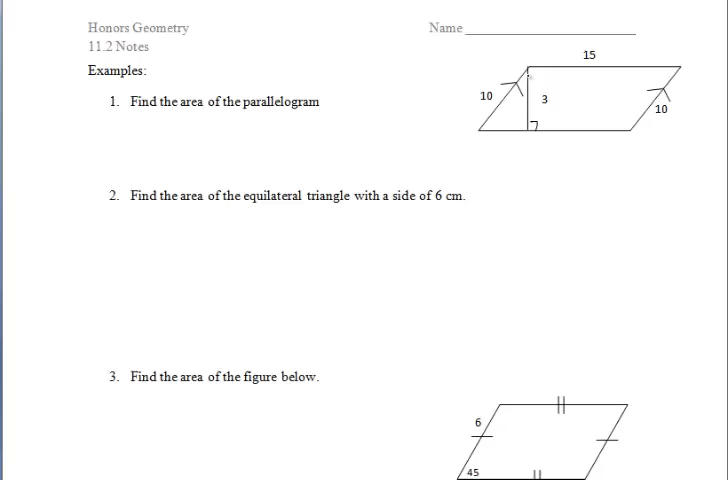 Honors Geometry
Name
11.2 Notes
Examples:
1. Find the area of the parallelogram
15
10
3
10
2. Find the area of the equilateral triangle with a side of 6 cm.
3. Find the area of the figure below.
6
45